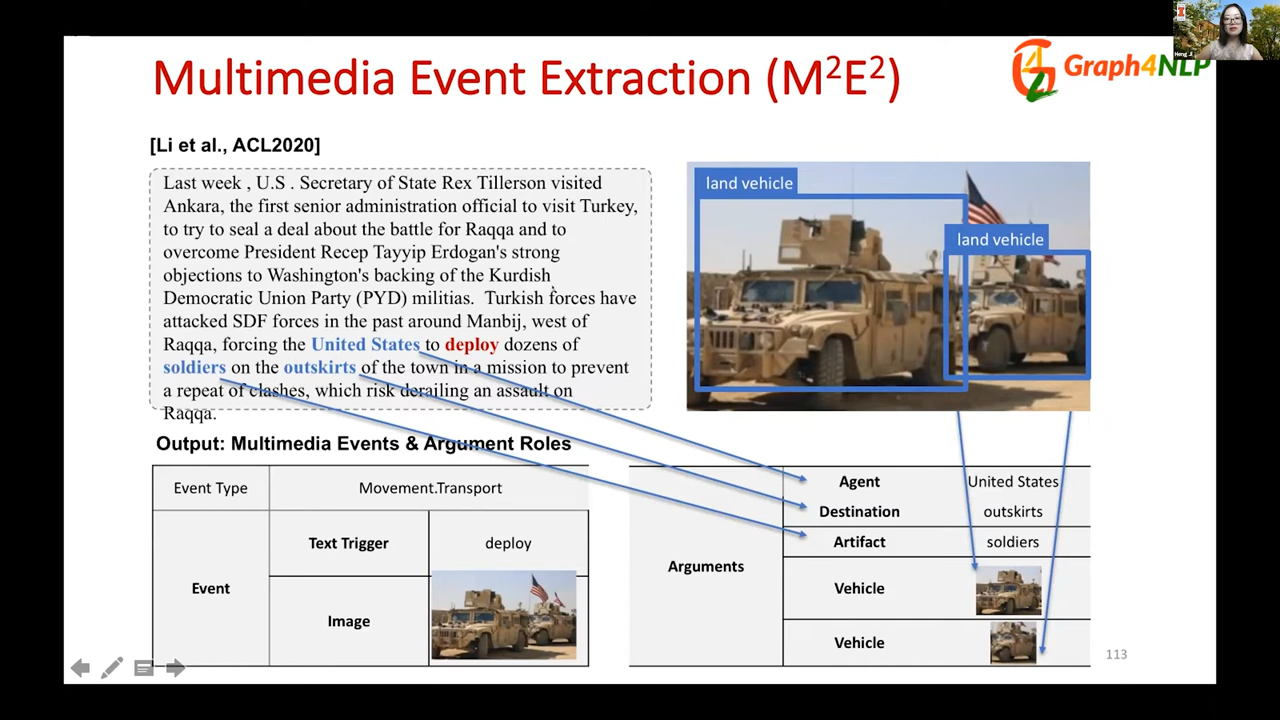 Heng Ji
Multimedia Event Extraction (M²E²)
Graph4NLP
[Li et al., ACL2020]
Last week , U.S . Secretary of State Rex Tillerson visited
Ankara, the first senior administration official to visit Turkey,
to try to seal a deal about the battle for Raqqa and to
overcome President Recep Tayyip Erdogan's strong
objections to Washington's backing of the Kurdish
Democratic Union Party (PYD) militias. Turkish forces have
attacked SDF forces in the past around Manbij, west of
Raqqa, forcing the United States to deploy dozens of
soldiers on the outskirts of the town in a mission to prevent
a repeat of clashes, which risk derailing an assault on
Raqqa.
land vehicle
land vehicle
Output: Multimedia Events & Argument Roles
Event Type
Movement.Transport
Event
Text Trigger
deploy
Image
Arguments
Agent
United States
Destination
outskirts
Artifact
soldiers
Vehicle
Vehicle
113